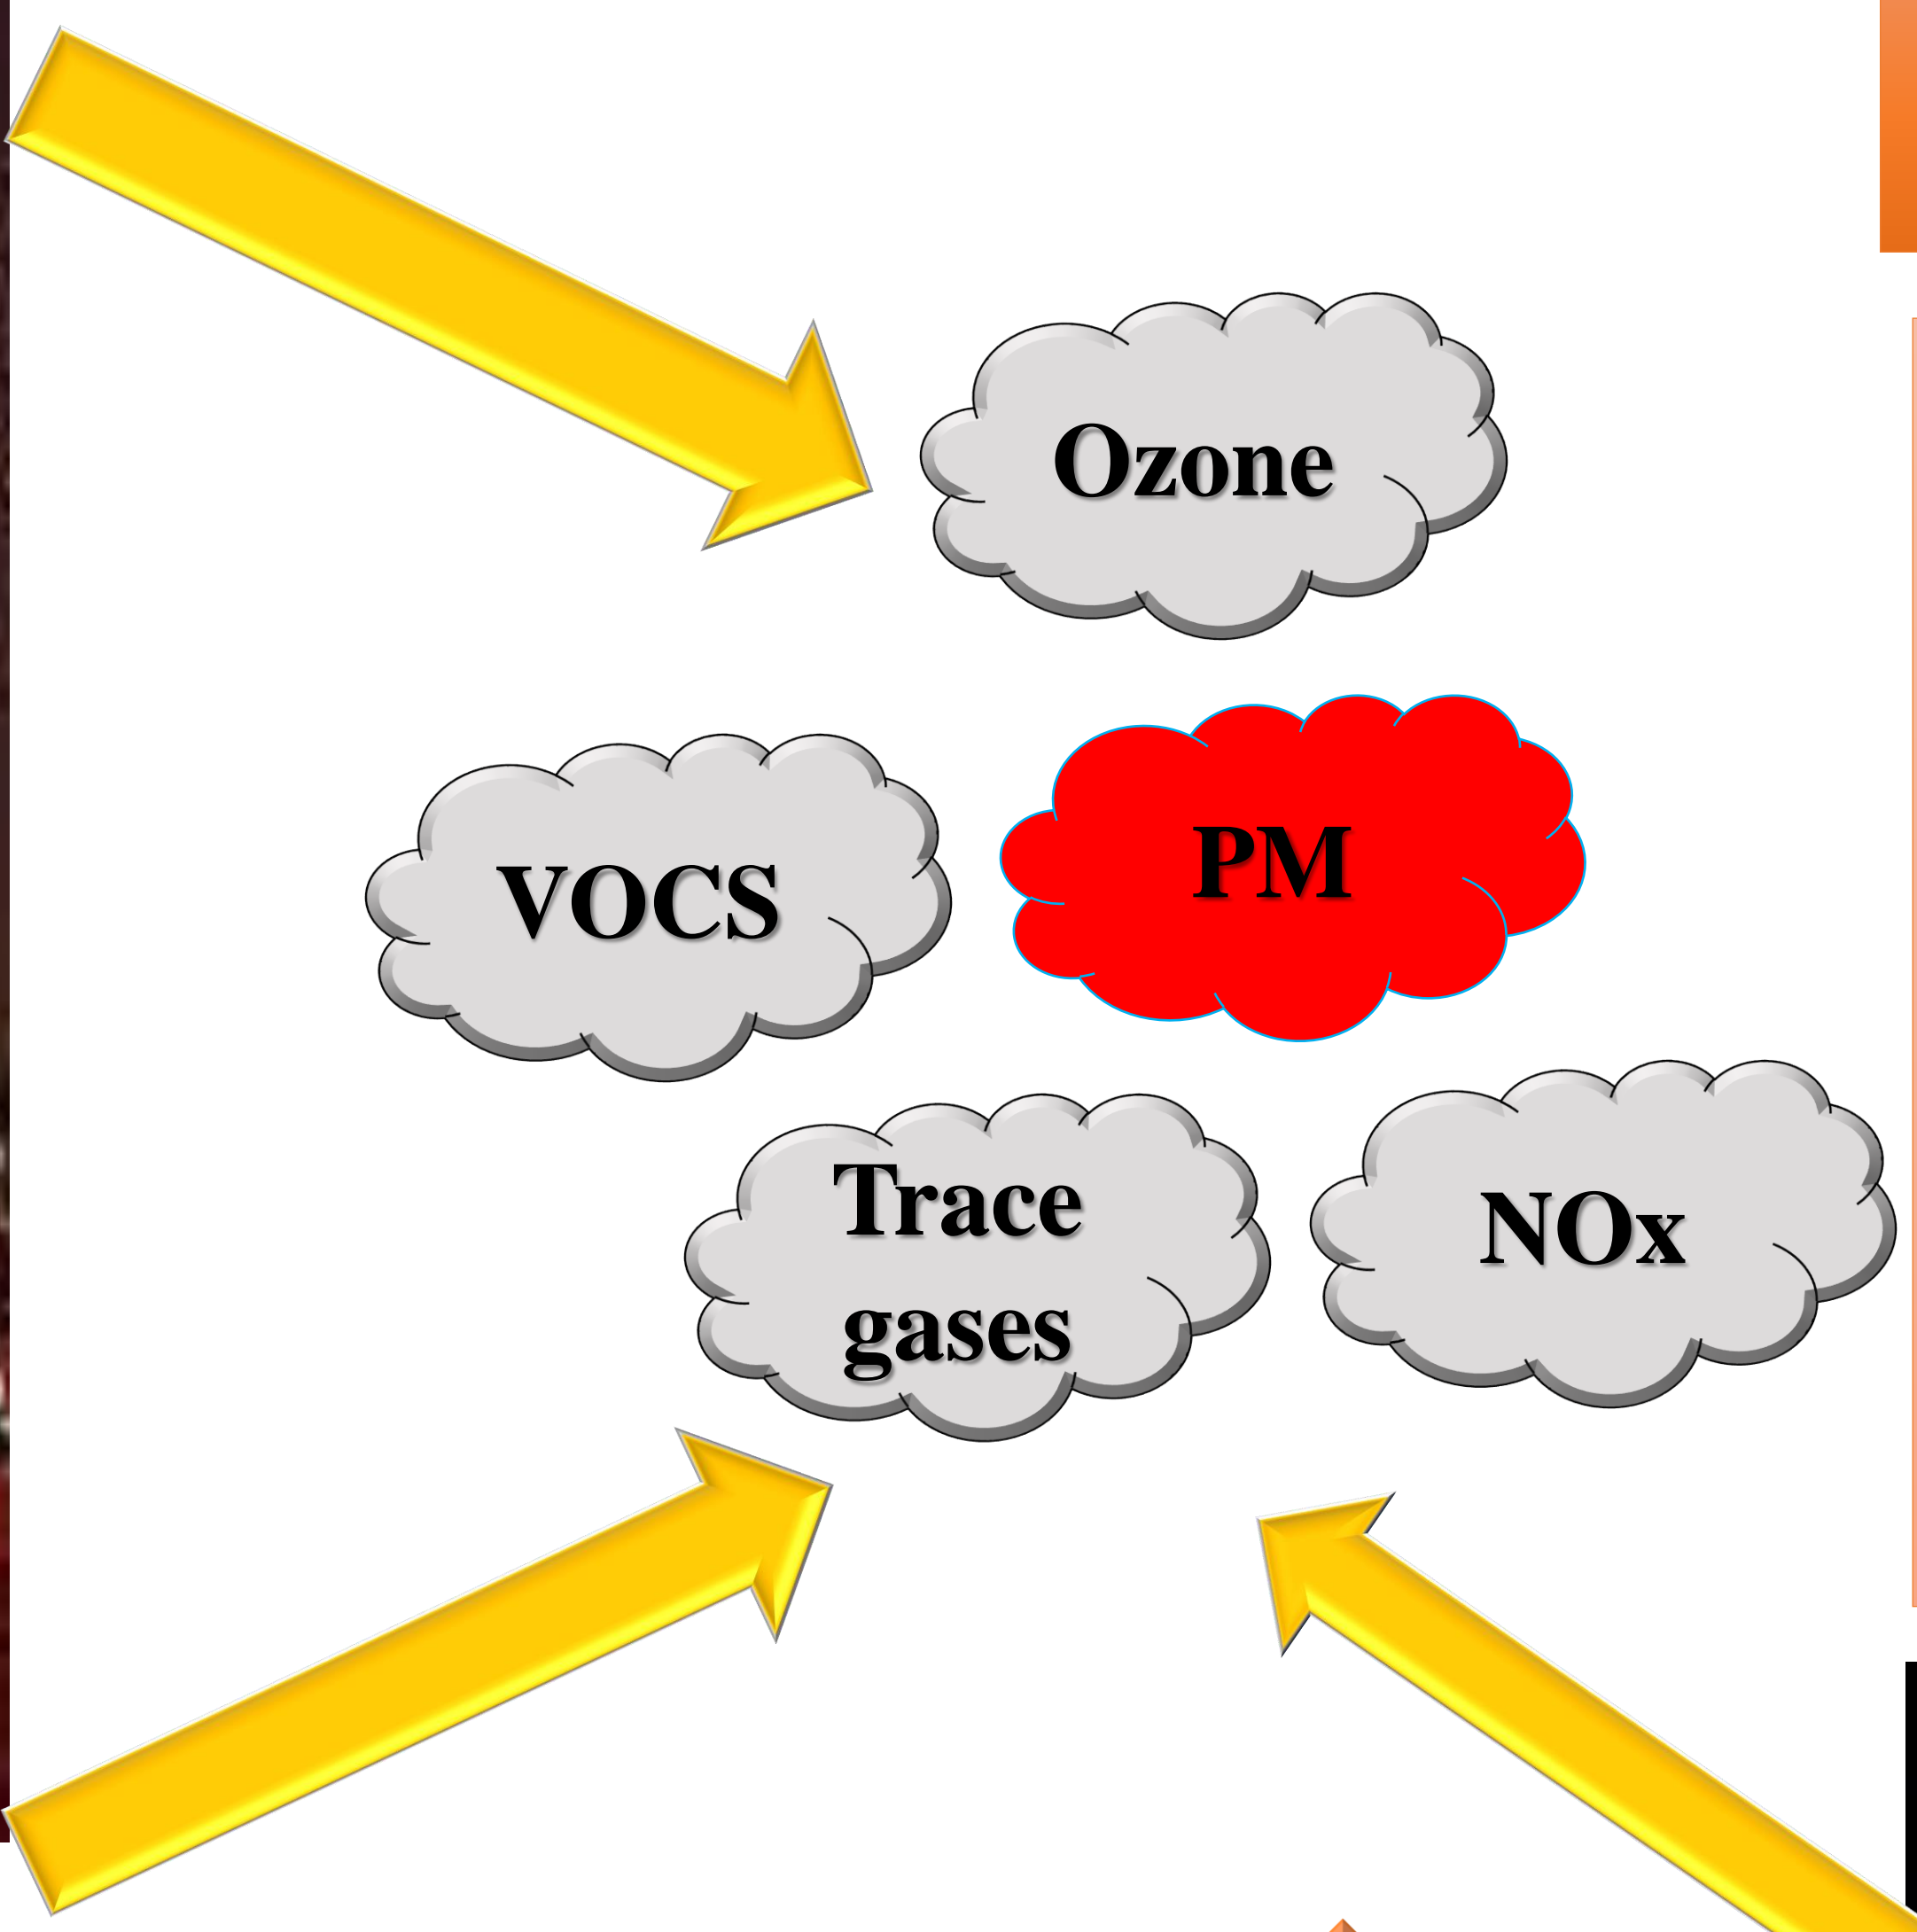 Ozone
VOCS
PM
Trace
gases
NOx